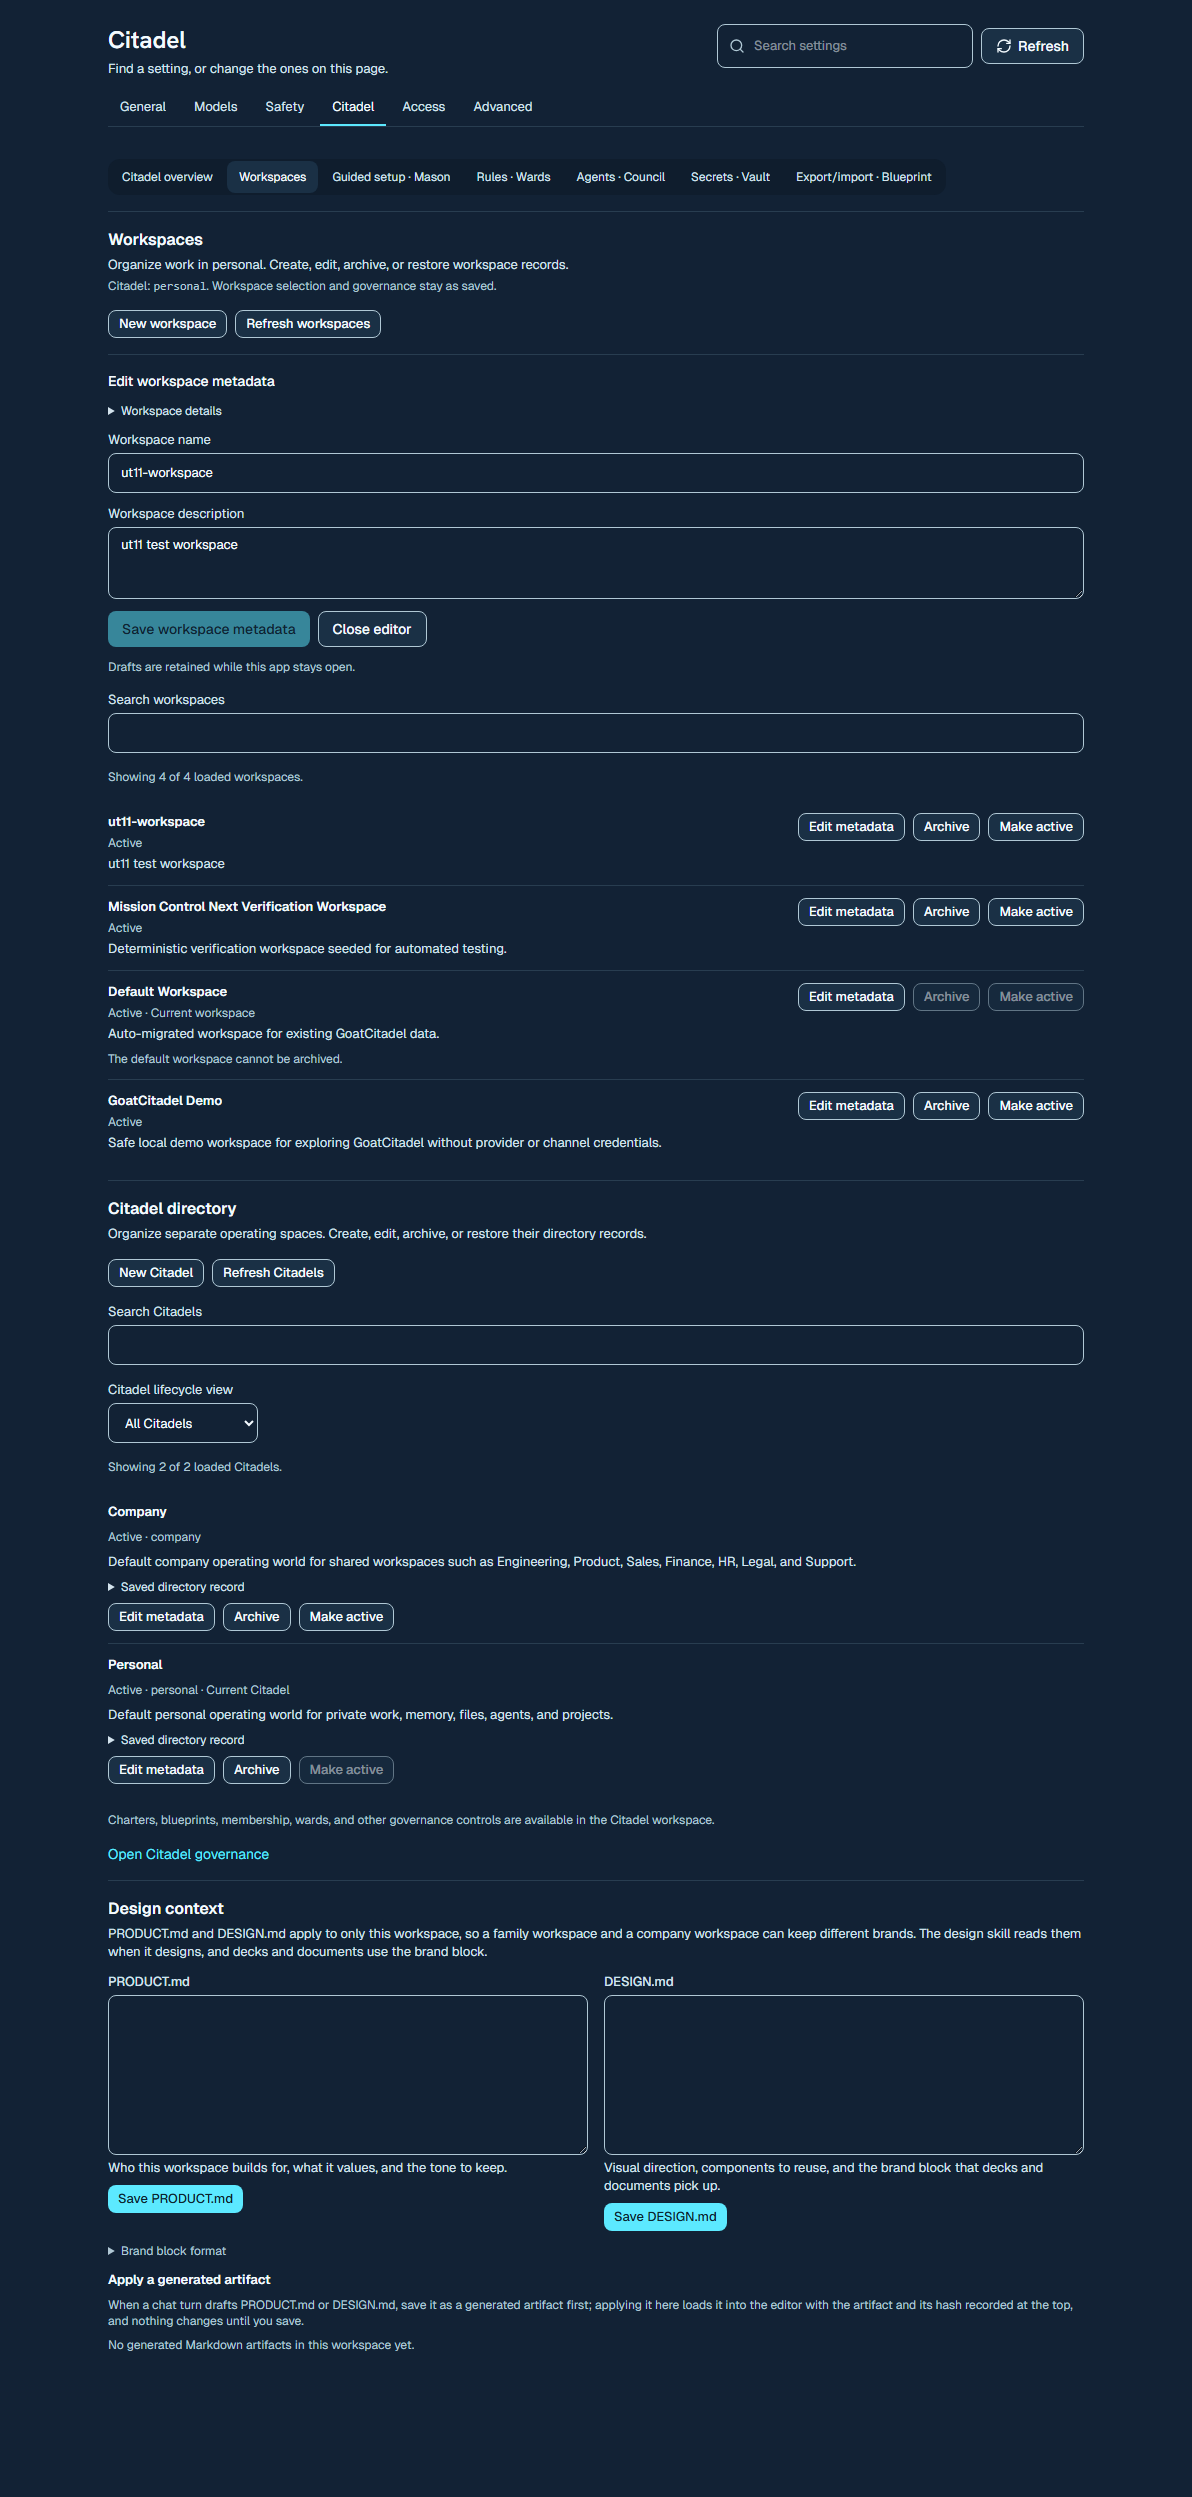 Citadel
Find a setting, or change the ones on this page.
Search settings
Refresh
General Models Safety Citadel Access Advanced
Citadel overview Workspaces Guided setup · Mason Rules · Wards Agents · Council Secrets · Vault Export/Import · Blueprint
Workspaces
Organize work in personal. Create, edit, archive, or restore workspace records.
Citadel: personal. Workspace selection and governance stay as saved.
New workspace Refresh workspaces
Edit workspace metadata
Workspace details
Workspace name
ut11-workspace
Workspace description
ut11 test workspace
Save workspace metadata Close editor
Drafts are retained while this app stays open.
Search workspaces
Showing 4 of 4 loaded workspaces.
ut11-workspace
Active
ut11 test workspace
Edit metadata Archive Make active
Mission Control Next Verification Workspace
Active
Deterministic verification workspace seeded for automated testing.
Edit metadata Archive Make active
Default Workspace
Active · Current workspace
Auto-migrated workspace for existing GoatCitadel data.
The default workspace cannot be archived.
Edit metadata Archive Make active
GoatCitadel Demo
Active
Safe local demo workspace for exploring GoatCitadel without provider or channel credentials.
Edit metadata Archive Make active
Citadel directory
Organize separate operating spaces. Create, edit, archive, or restore their directory records.
New Citadel Refresh Citadels
Search Citadels
Citadel lifecycle view
All Citadels
Showing 2 of 2 loaded Citadels.
Company
Active · company
Default company operating world for shared workspaces such as Engineering, Product, Sales, Finance, HR, Legal, and Support.
Saved directory record
Edit metadata Archive Make active
Personal
Active · personal · Current Citadel
Default personal operating world for private work, memory, files, agents, and projects.
Saved directory record
Edit metadata Archive Make active
Charters, blueprints, membership, wards, and other governance controls are available in the Citadel workspace.
Open Citadel governance
Design context
PRODUCT.md and DESIGN.md apply to only this workspace, so a family workspace and a company workspace can keep different brands. The design skill reads them
when it designs, and decks and documents use the brand block.
PRODUCT.md
Who this workspace builds for, what it values, and the tone to keep.
Save PRODUCT.md
DESIGN.md
Visual direction, components to reuse, and the brand block that decks and
documents pick up.
Save DESIGN.md
Brand block format
Apply a generated artifact
When a chat turn drafts PRODUCT.md or DESIGN.md, save it as a generated artifact first; applying it here loads it into the editor with the artifact and its hash recorded at the top,
and nothing changes until you save.
No generated Markdown artifacts in this workspace yet.